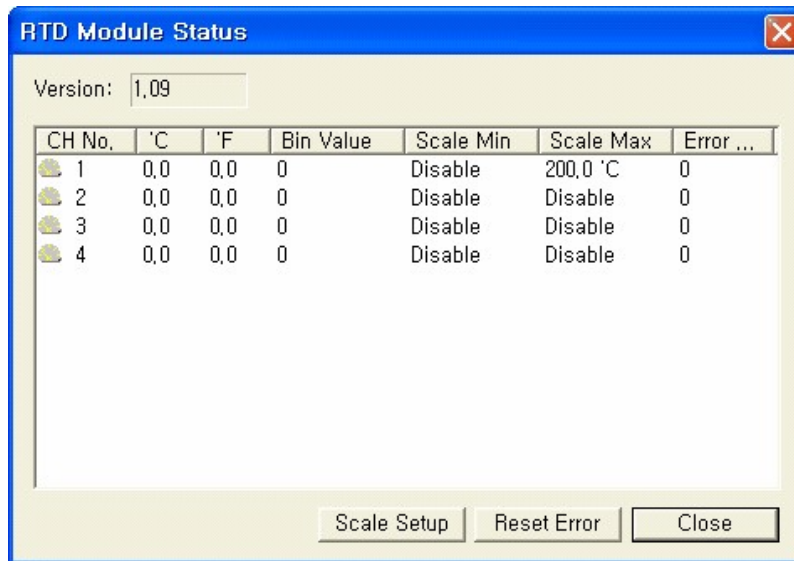 RTD Module Status
Version: 1,09
CH No, 'C 'F Bin Value Scale Min Scale Max Error ...
1 0,0 0,0 0 Disable 200,0 'C 0
2 0,0 0,0 0 Disable Disable 0
3 0,0 0,0 0 Disable Disable 0
4 0,0 0,0 0 Disable Disable 0
Scale Setup Reset Error Close